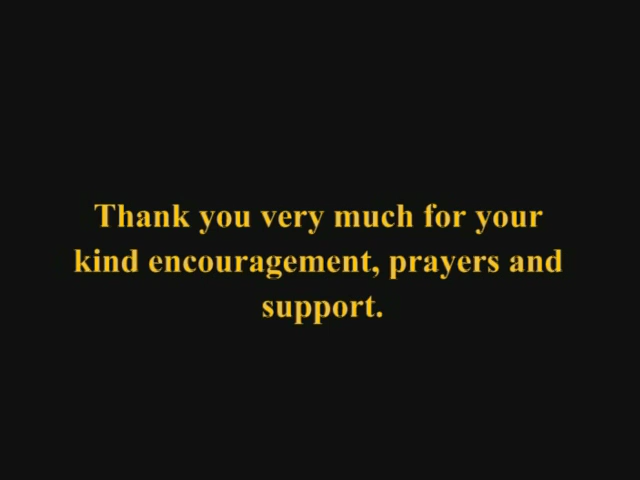 Thank you very much for your
kind encouragement, prayers and
support.